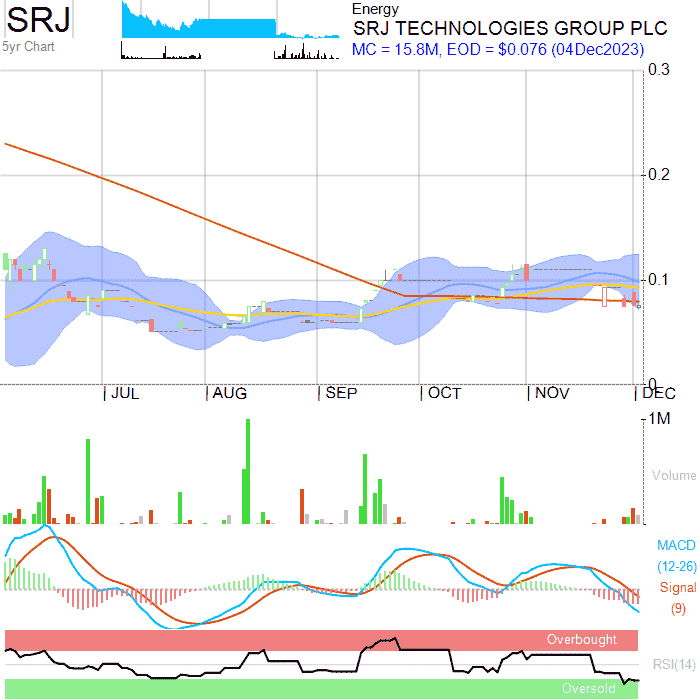 SRJ
5yr Chart
Energy
SRJ TECHNOLOGIES GROUP PLC
MC = 15.8M, EOD = $0.076 (04Dec2023)
0.3
0.2
0.1
0
JUL AUG SEP OCT NOV DEC
1M
Volume
MACD
(12-26)
Signal
(9)
Overbought
RSI(14)
Oversold